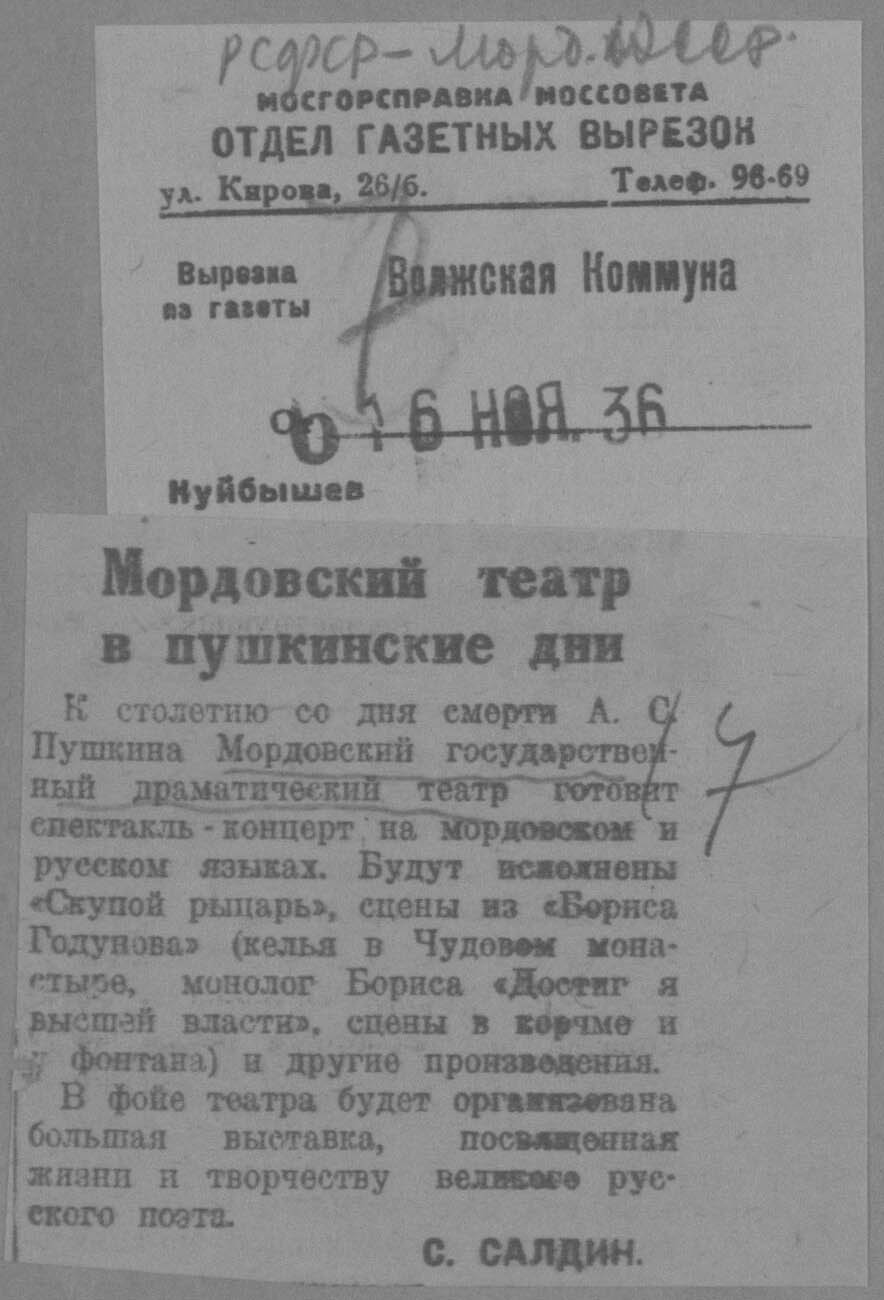 РСФСР – Морд. АССР.
МОСГОРСПРАВКА МОССОВЕТА
ОТДЕЛ ГАЗЕТНЫХ ВЫРЕЗОК
ул. Кирова, 26/б. Телеф. 96-69
Вырезка из газеты Волжская Коммуна
от 16 НОЯ. 36
Куйбышев
Мордовский театр
в пушкинские дни
К столетию со дня смерти А. С.
Пушкина Мордовский государствен-
ный драматический театр готовит
спектакль-концерт на мордовском и
русском языках. Будут исполнены
«Скупой рыцарь», сцены из «Бориса
Годунова» (келья в Чудовом мона-
стыре, монолог Бориса «Достиг я
высшей власти», сцены в корчме и
у фонтана) и другие произведения.
В фойе театра будет организована
большая выставка, посвященная
жизни и творчеству великого рус-
ского поэта.
С. САЛДИН.